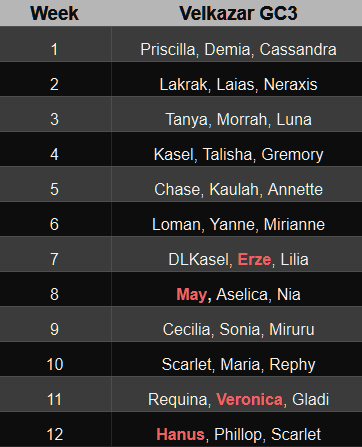 Week Velkazar GC3
1 Priscilla, Demia, Cassandra
2 Lakrak, Laias, Neraxis
3 Tanya, Morrah, Luna
4 Kasel, Talisha, Gremory
5 Chase, Kaulah, Annette
6 Loman, Yanne, Mirianne
7 DLKasel, Erze, Lilia
8 May, Aselica, Nia
9 Cecilia, Sonia, Miruru
10 Scarlet, Maria, Rephy
11 Requina, Veronica, Gladi
12 Hanus, Phillop, Scarlet